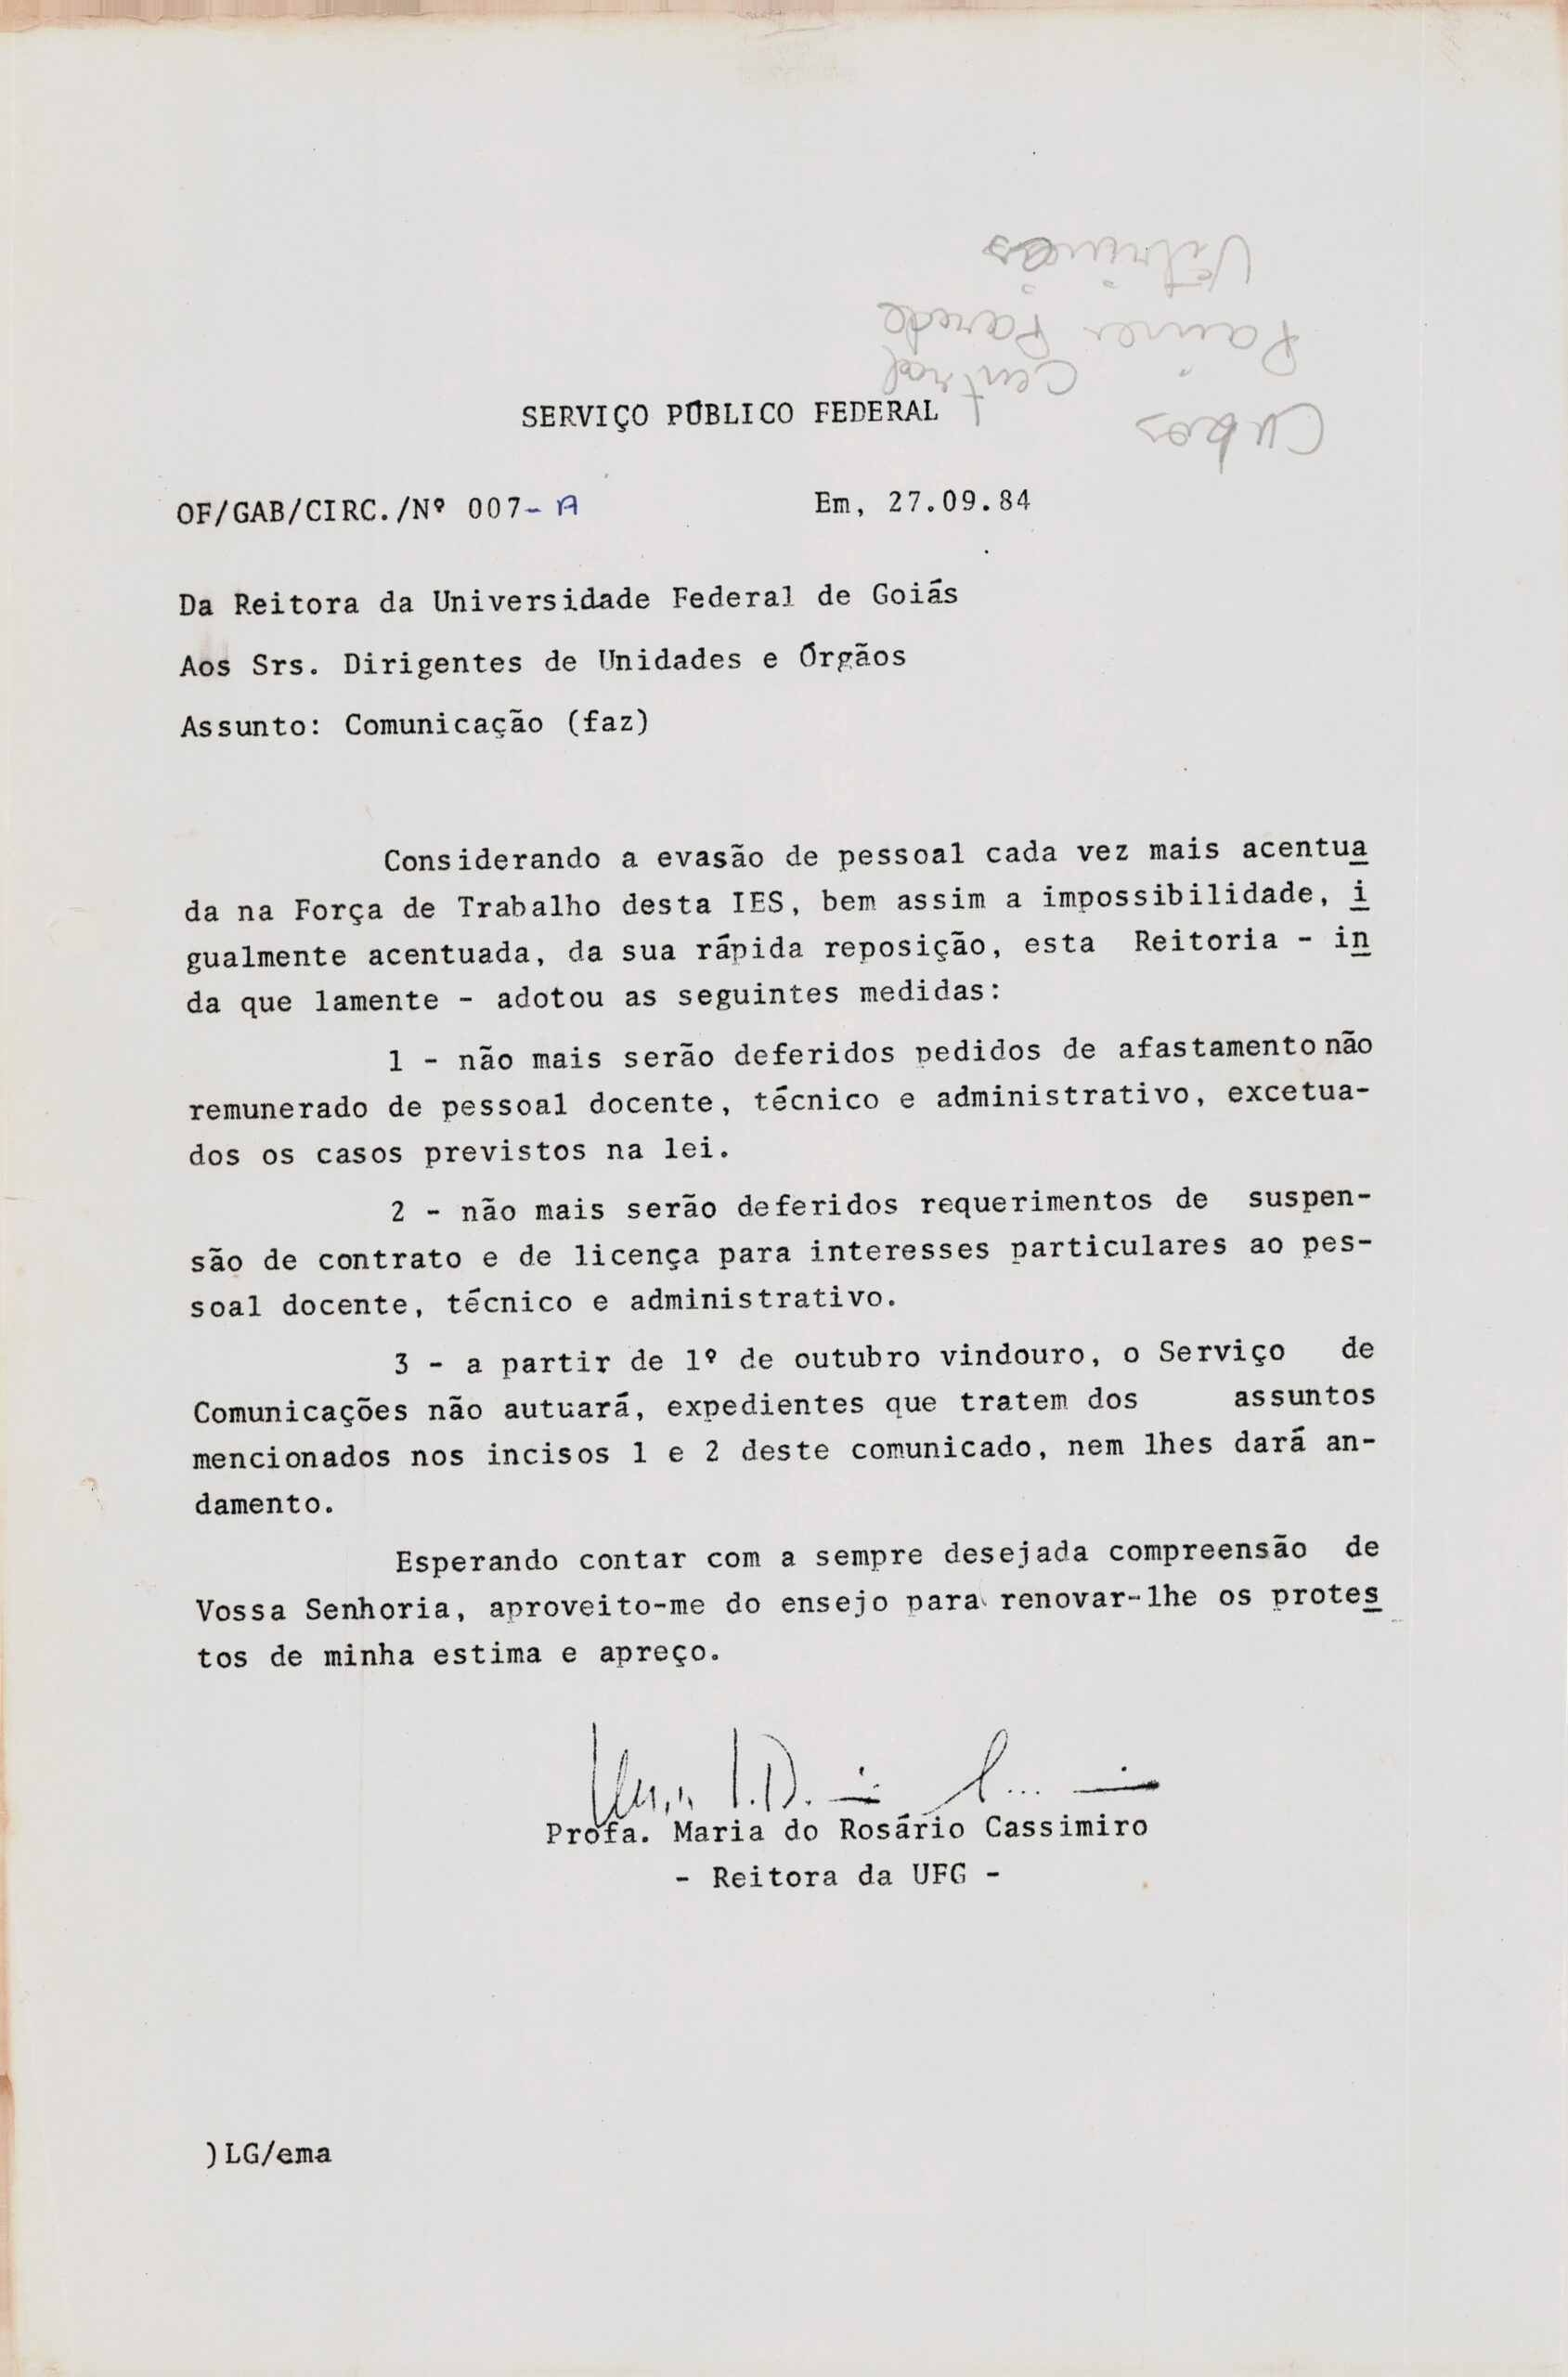 Vitrines
Paineis Parede
Central
Cubos
SERVIÇO PÚBLICO FEDERAL
OF/GAB/CIRC./Nº 007- A Em, 27.09.84
Da Reitora da Universidade Federal de Goiás
Aos Srs. Dirigentes de Unidades e Órgãos
Assunto: Comunicação (faz)
Considerando a evasão de pessoal cada vez mais acentua
da na Força de Trabalho desta IES, bem assim a impossibilidade, i
gualmente acentuada, da sua rápida reposição, esta Reitoria - in
da que lamente - adotou as seguintes medidas:
1 - não mais serão deferidos pedidos de afastamento não
remunerado de pessoal docente, técnico e administrativo, excetua-
dos os casos previstos na lei.
2 - não mais serão deferidos requerimentos de suspen-
são de contrato e de licença para interesses particulares ao pes-
soal docente, técnico e administrativo.
3 - a partir de 1º de outubro vindouro, o Serviço de
Comunicações não autuará, expedientes que tratem dos assuntos
mencionados nos incisos 1 e 2 deste comunicado, nem lhes dará an-
damento.
Esperando contar com a sempre desejada compreensão de
Vossa Senhoria, aproveito-me do ensejo para renovar-lhe os protes
tos de minha estima e apreço.
Profa. Maria do Rosário Cassimiro
- Reitora da UFG -
)LG/ema